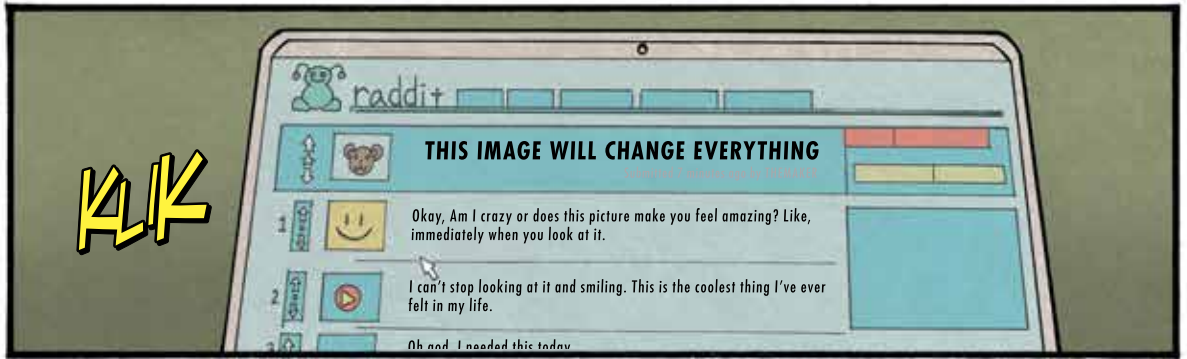 raddit
THIS IMAGE WILL CHANGE EVERYTHING
KLIK
1
Okay, Am I crazy or does this picture make you feel amazing? Like,
immediately when you look at it.
2
I can't stop looking at it and smiling. This is the coolest thing I've ever
felt in my life.
3
Oh god, I needed this today